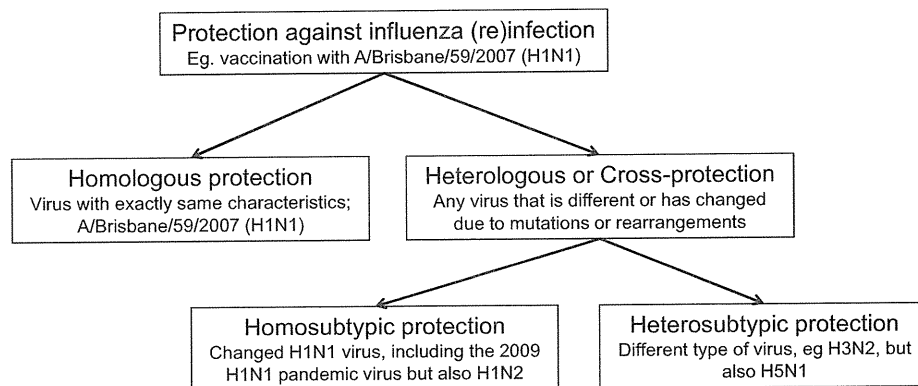 Protection against influenza (re)infection
Eg. vaccination with A/Brisbane/59/2007 (H1N1)
Homologous protection
Virus with exactly same characteristics;
A/Brisbane/59/2007 (H1N1)
Heterologous or Cross-protection
Any virus that is different or has changed
due to mutations or rearrangements
Homosubtypic protection
Changed H1N1 virus, including the 2009
H1N1 pandemic virus but also H1N2
Heterosubtypic protection
Different type of virus, eg H3N2, but
also H5N1